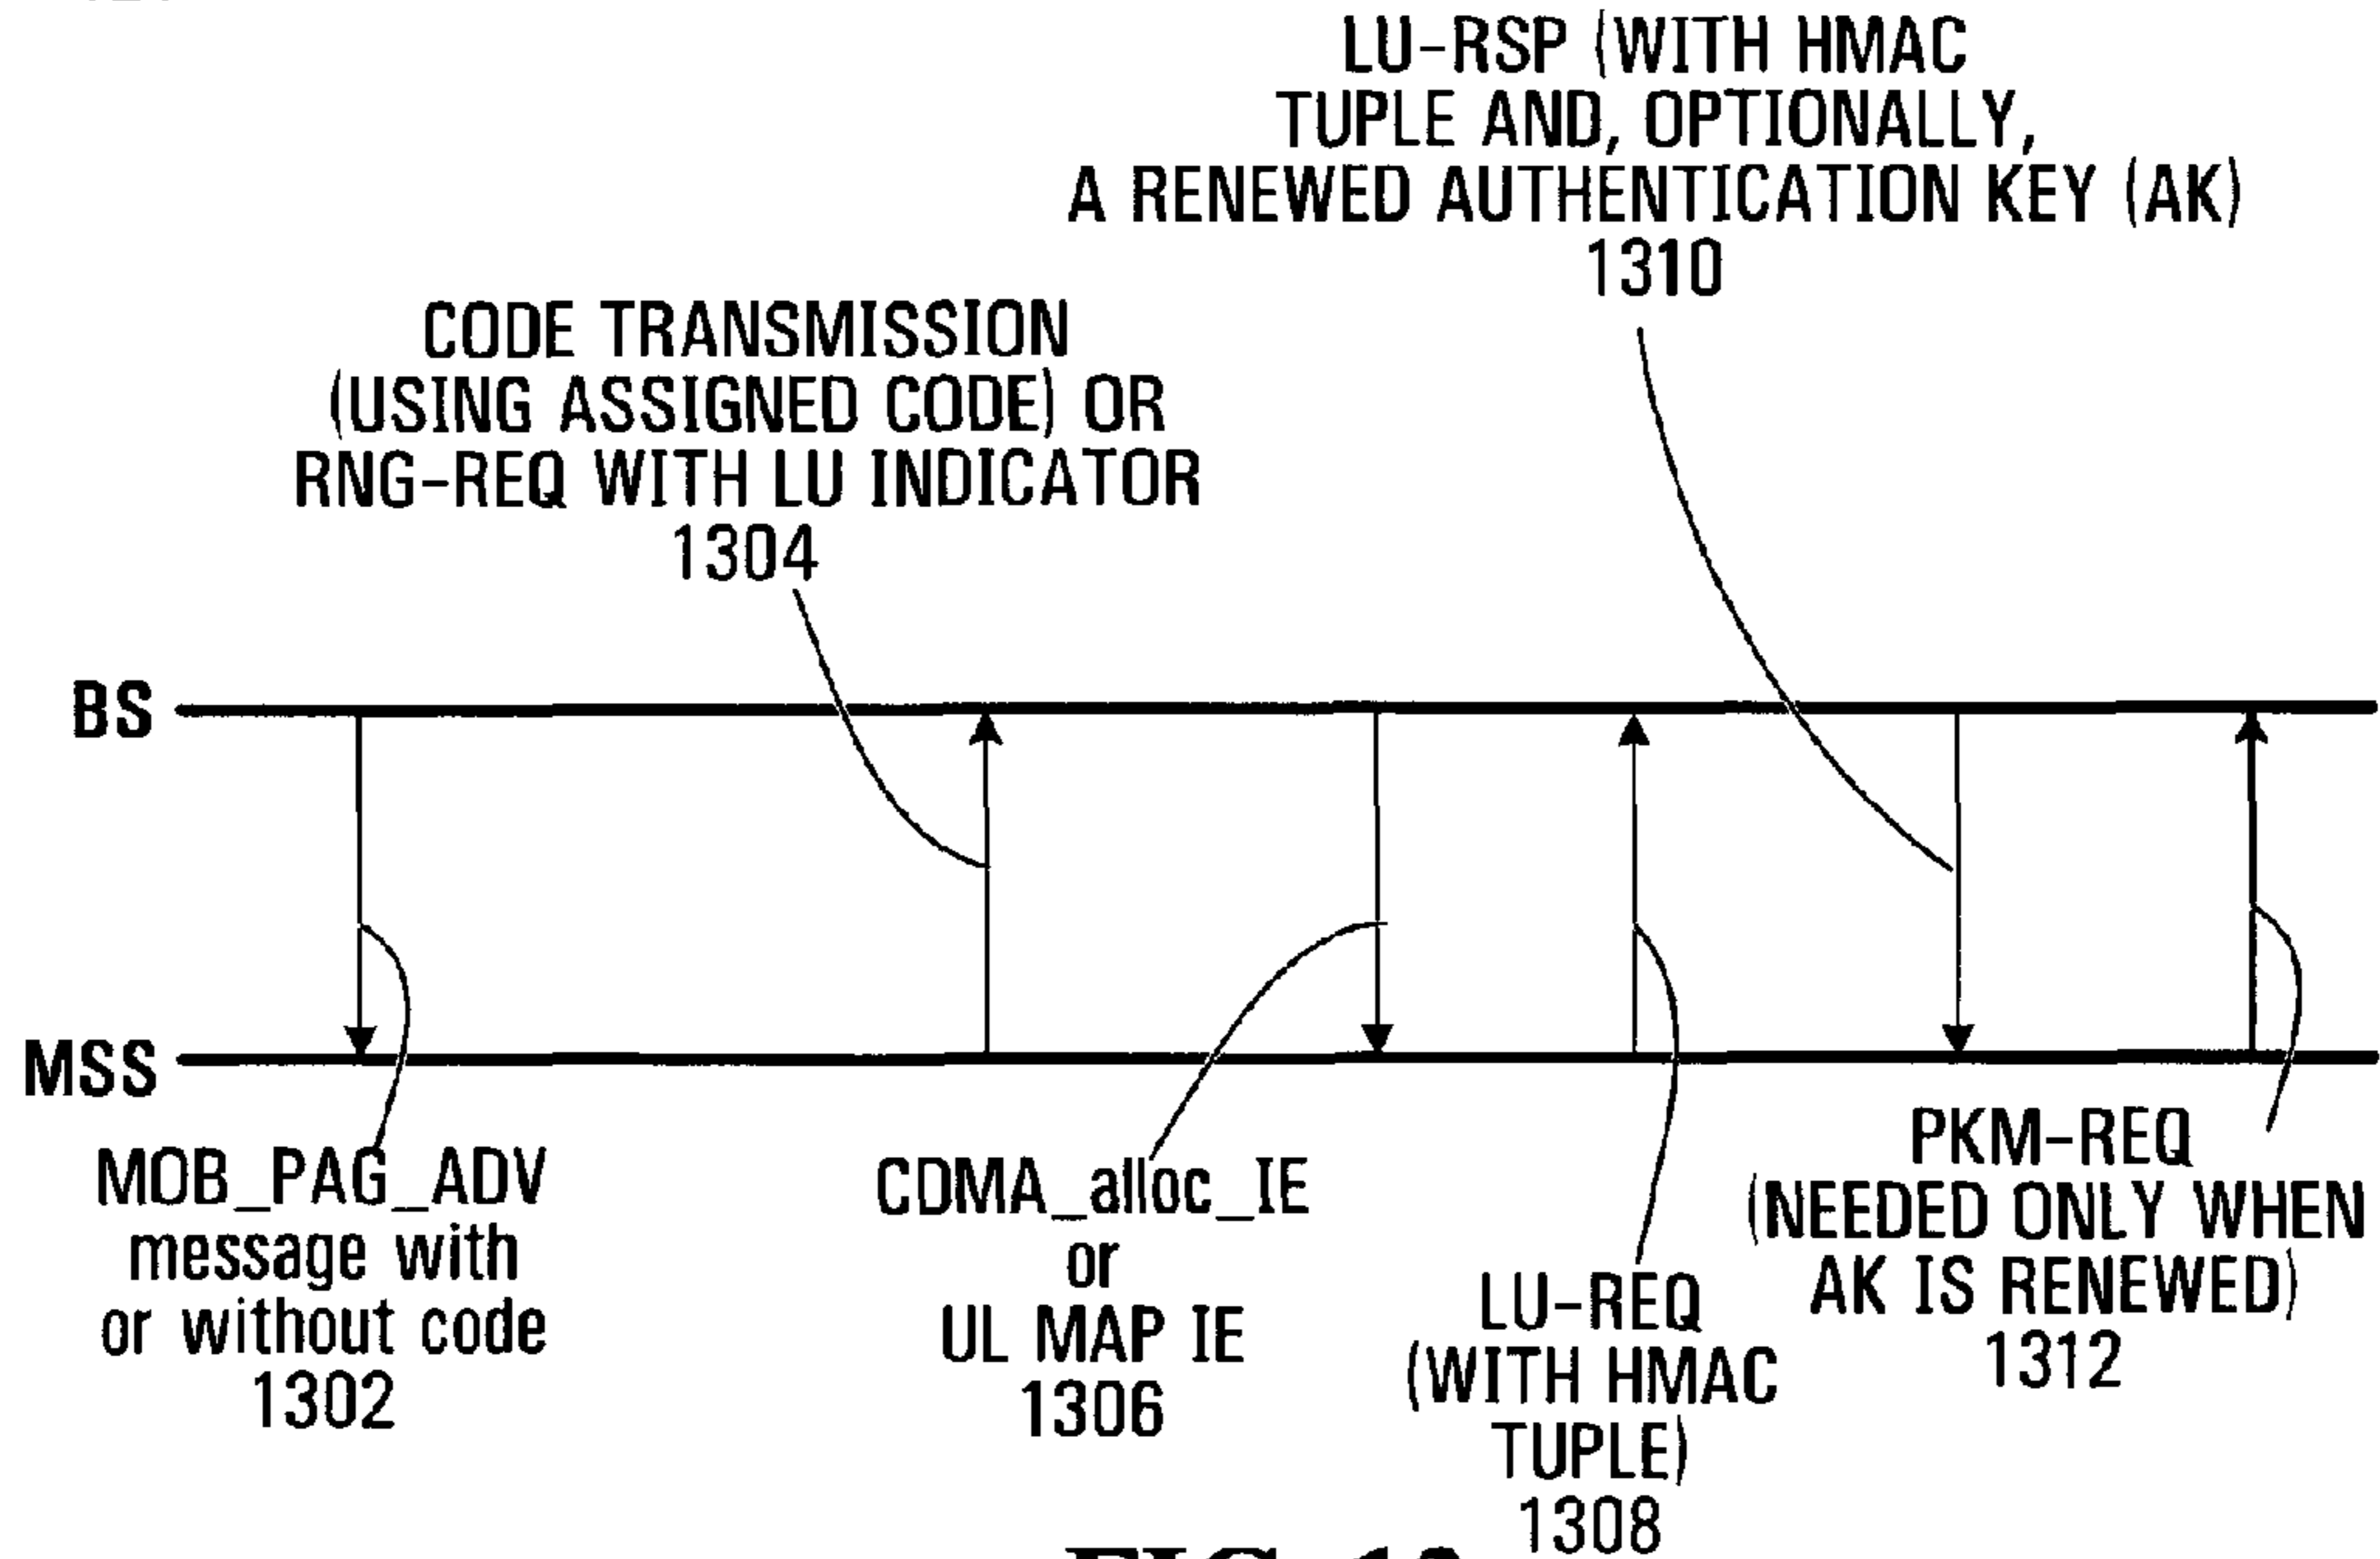 LU-RSP (WITH HMAC
TUPLE AND, OPTIONALLY,
A RENEWED AUTHENTICATION KEY (AK)
1310
CODE TRANSMISSION
(USING ASSIGNED CODE) OR
RNG-REQ WITH LU INDICATOR
1304
BS
MSS
MOB_PAG_ADV
message with
or without code
1302
CDMA_alloc_IE
or
UL MAP IE
1306
LU-REQ
(WITH HMAC
TUPLE)
1308
PKM-REQ
(NEEDED ONLY WHEN
AK IS RENEWED)
1312